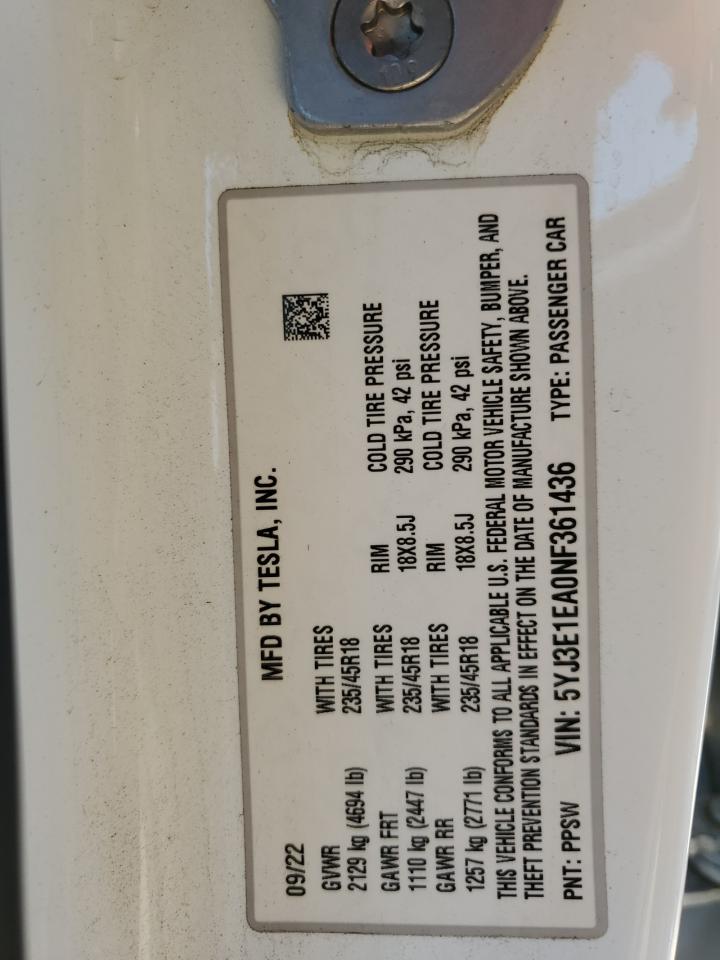 MFD BY TESLA, INC.
09/22
GVWR WITH TIRES
2129 kg (4694 lb) 235/45R18
GAWR FRT WITH TIRES RIM COLD TIRE PRESSURE
1110 kg (2447 lb) 235/45R18 18X8.5J 290 kPa, 42 psi
GAWR RR WITH TIRES RIM COLD TIRE PRESSURE
1257 kg (2771 lb) 235/45R18 18X8.5J 290 kPa, 42 psi
THIS VEHICLE CONFORMS TO ALL APPLICABLE U.S. FEDERAL MOTOR VEHICLE SAFETY, BUMPER, AND
THEFT PREVENTION STANDARDS IN EFFECT ON THE DATE OF MANUFACTURE SHOWN ABOVE.
PNT: PPSW VIN: 5YJ3E1EA0NF361436 TYPE: PASSENGER CAR